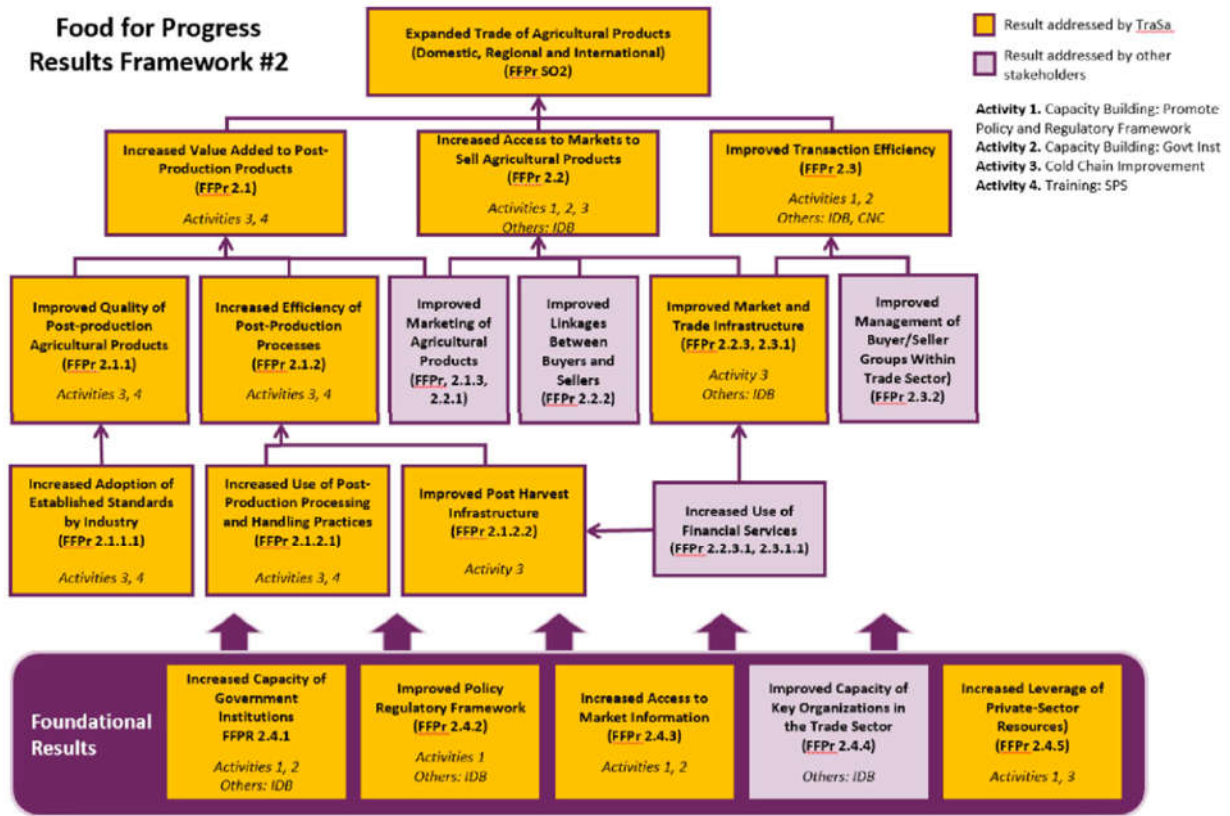 Food for Progress
Results Framework #2
Expanded Trade of Agricultural Products
(Domestic, Regional and International)
(FFPr SO2)
Result addressed by TraSa
Result addressed by other
stakeholders
Activity 1. Capacity Building: Promote
Policy and Regulatory Framework
Activity 2. Capacity Building: Govt Inst
Activity 3. Cold Chain Improvement
Activity 4. Training: SPS
Increased Value Added to Post-
Production Products
(FFPr 2.1)
Activities 3, 4
Increased Access to Markets to
Sell Agricultural Products
(FFPr 2.2)
Activities 1, 2, 3
Others: IDB
Improved Transaction Efficiency
(FFPr 2.3)
Activities 1, 2
Others: IDB, CNC
Improved Quality of
Post-production
Agricultural Products
(FFPr 2.1.1)
Activities 3, 4
Increased Efficiency of
Post-Production
Processes
(FFPr 2.1.2)
Activities 3, 4
Improved
Marketing of
Agricultural
Products
(FFPr, 2.1.3,
2.2.1)
Improved
Linkages
Between
Buyers and
Sellers
(FFPr 2.2.2)
Improved Market and
Trade Infrastructure
(FFPr 2.2.3, 2.3.1)
Activity 3
Others: IDB
Improved
Management of
Buyer/Seller
Groups Within
Trade Sector)
(FFPr 2.3.2)
Increased Adoption of
Established Standards
by Industry
(FFPr 2.1.1.1)
Activities 3, 4
Increased Use of Post-
Production Processing
and Handling Practices
(FFPr 2.1.2.1)
Activities 3, 4
Improved Post Harvest
Infrastructure
(FFPr 2.1.2.2)
Activity 3
Increased Use of
Financial Services
(FFPr 2.2.3.1, 2.3.1.1)
Foundational
Results
Increased Capacity of
Government
Institutions
FFPR 2.4.1
Activities 1, 2
Others: IDB
Improved Policy
Regulatory Framework
(FFPr 2.4.2)
Activities 1
Others: IDB
Increased Access to
Market Information
(FFPr 2.4.3)
Activities 1, 2
Improved Capacity of
Key Organizations in
the Trade Sector
(FFPr 2.4.4)
Others: IDB
Increased Leverage of
Private-Sector
Resources)
(FFPr 2.4.5)
Activities 1, 3